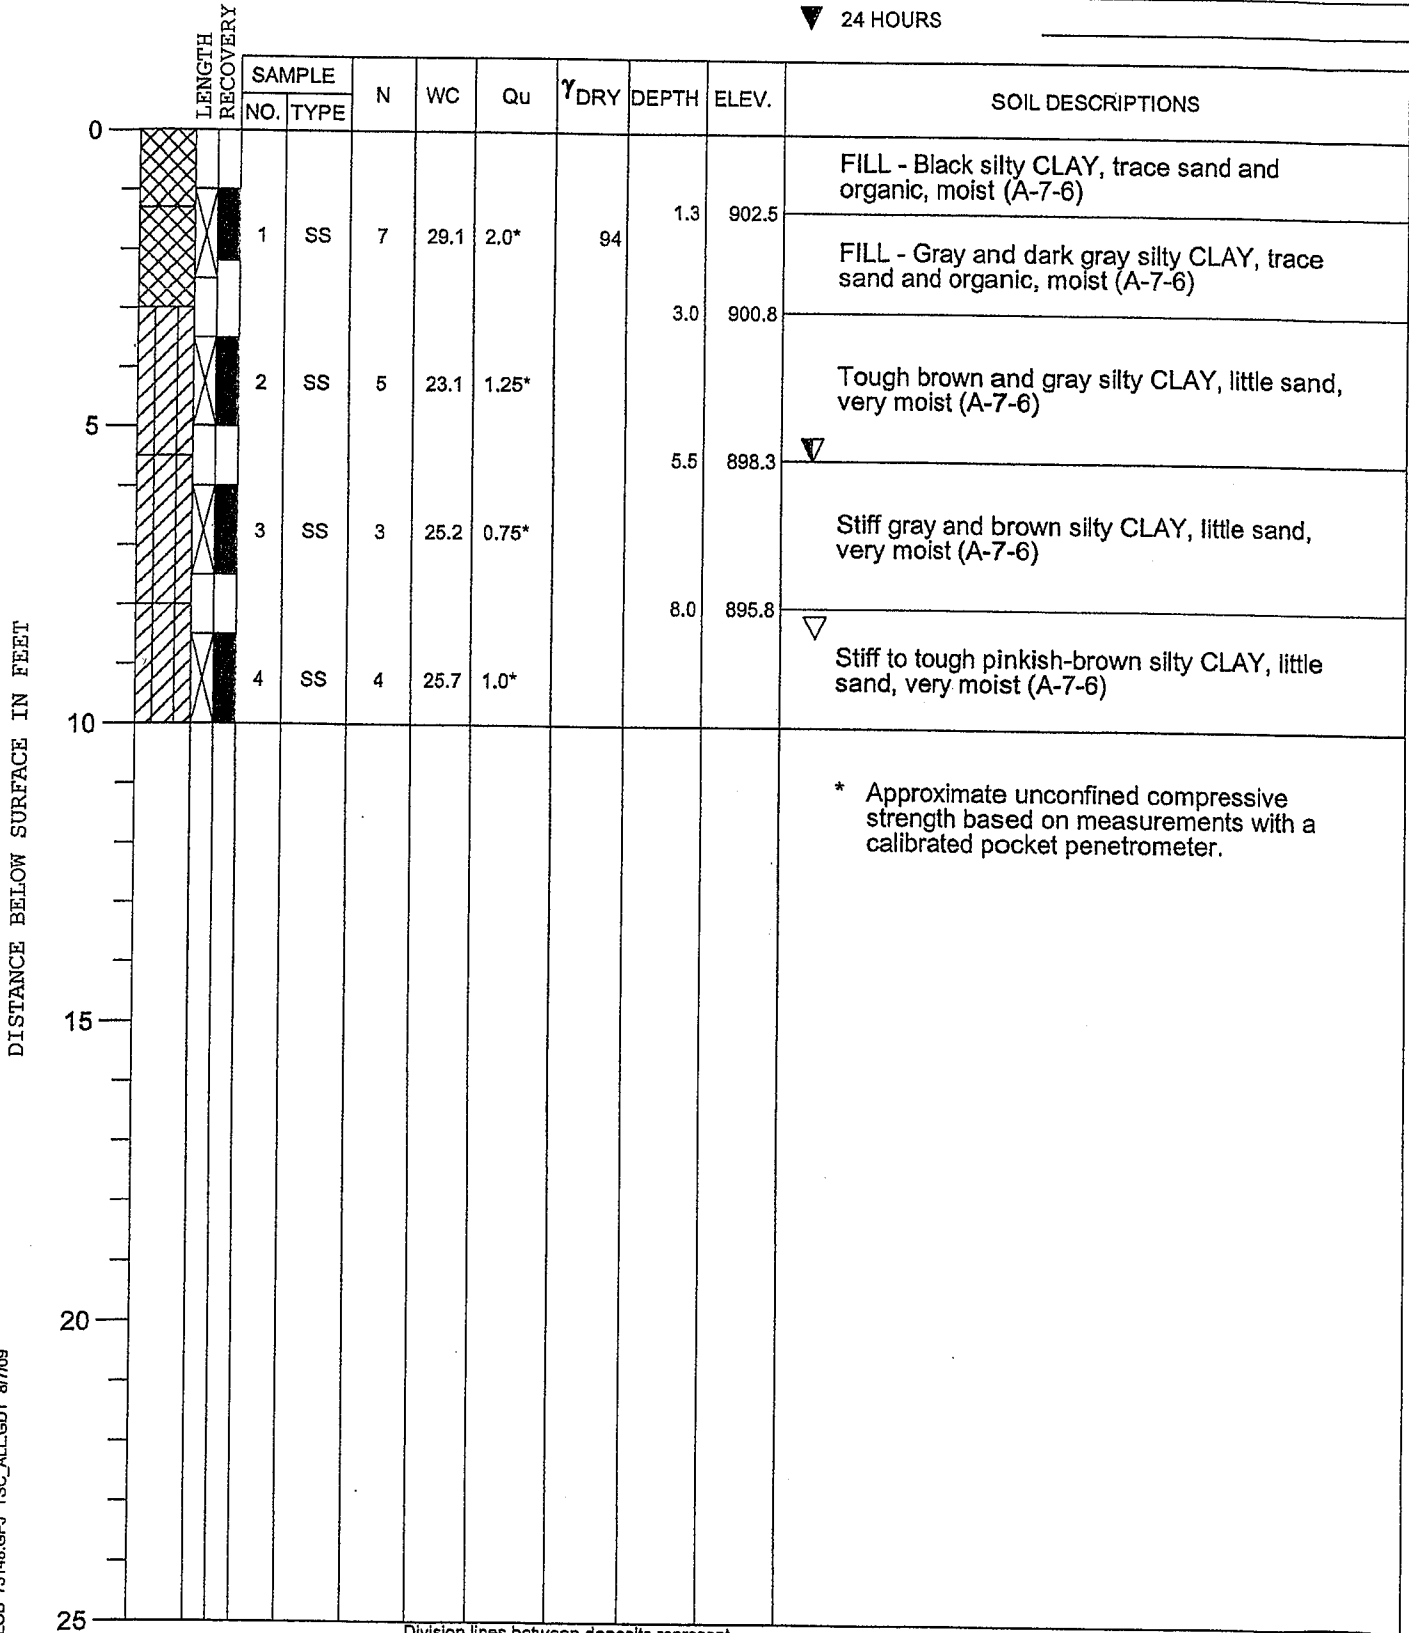 24 HOURS
LENGTH
RECOVERY
SAMPLE
NO. TYPE N WC Qu γDRY DEPTH ELEV. SOIL DESCRIPTIONS
0
FILL - Black silty CLAY, trace sand and
organic, moist (A-7-6)
1.3 902.5
1 SS 7 29.1 2.0* 94
FILL - Gray and dark gray silty CLAY, trace
sand and organic, moist (A-7-6)
3.0 900.8
2 SS 5 23.1 1.25*
Tough brown and gray silty CLAY, little sand,
very moist (A-7-6)
5
5.5 898.3
3 SS 3 25.2 0.75*
Stiff gray and brown silty CLAY, little sand,
very moist (A-7-6)
8.0 895.8
4 SS 4 25.7 1.0*
Stiff to tough pinkish-brown silty CLAY, little
sand, very moist (A-7-6)
10
* Approximate unconfined compressive
strength based on measurements with a
calibrated pocket penetrometer.
DISTANCE BELOW SURFACE IN FEET
15
20
25
Division lines between deposits represent